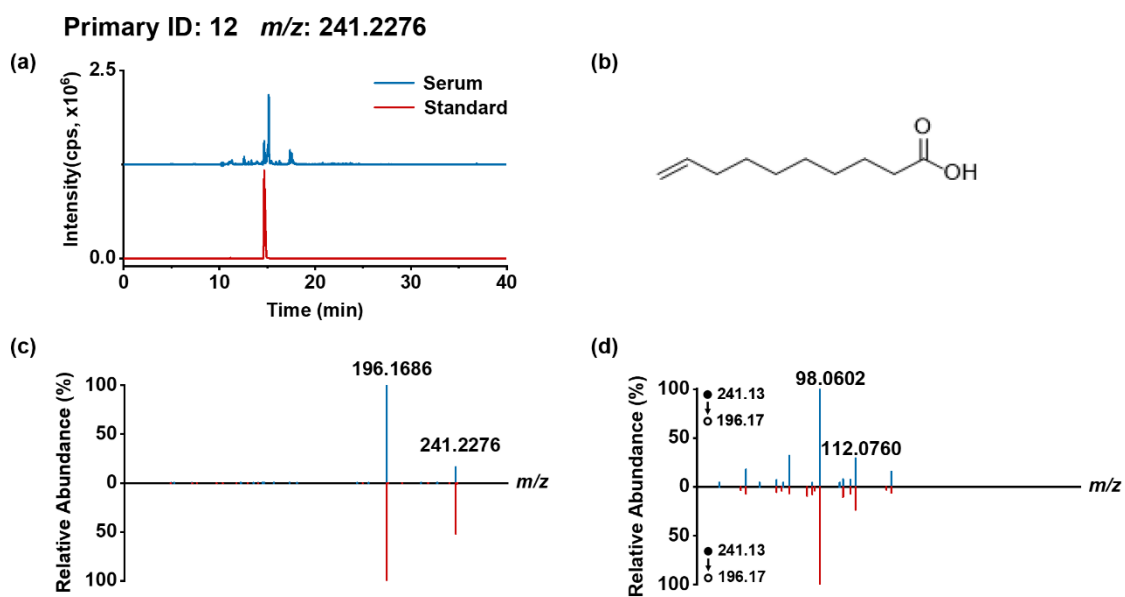 Primary ID: 12 m/z: 241.2276
(a)
2.5
0.0
Intensity(cps, x10⁶)
Serum
Standard
0 10 20 30 40
Time (min)
(b)
O
OH
(c)
Relative Abundance (%)
100
50
0
50
100
196.1686
241.2276
m/z
(d)
Relative Abundance (%)
100
50
0
50
100
241.13
196.17
98.0602
112.0760
m/z
241.13
196.17